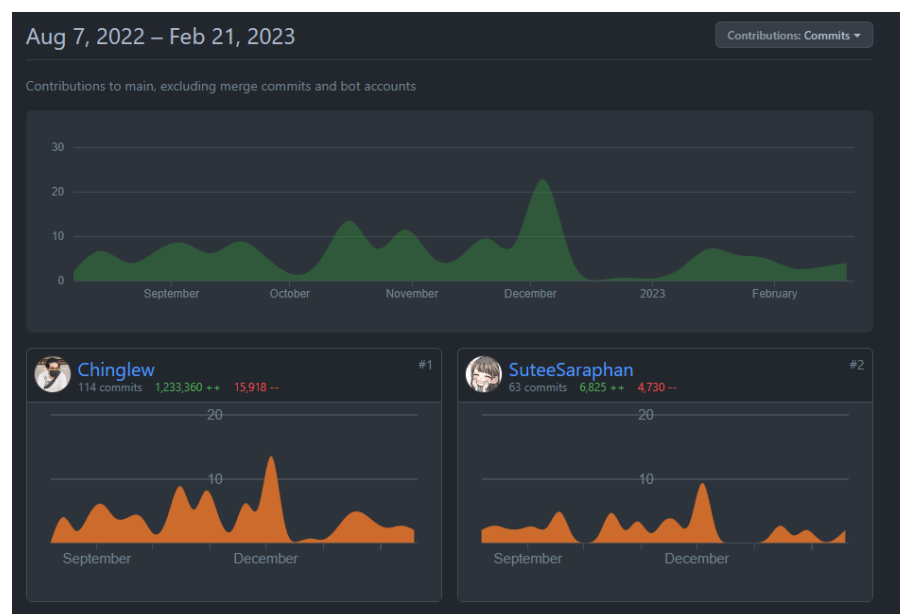 Aug 7, 2022 – Feb 21, 2023
Contributions: Commits
Contributions to main, excluding merge commits and bot accounts
30
20
10
0
September October November December 2023 February
Chinglew #1
114 commits 1,233,360 ++ 15,918 --
20
10
September December
SuteeSaraphan #2
63 commits 6,825 ++ 4,730 --
20
10
September December